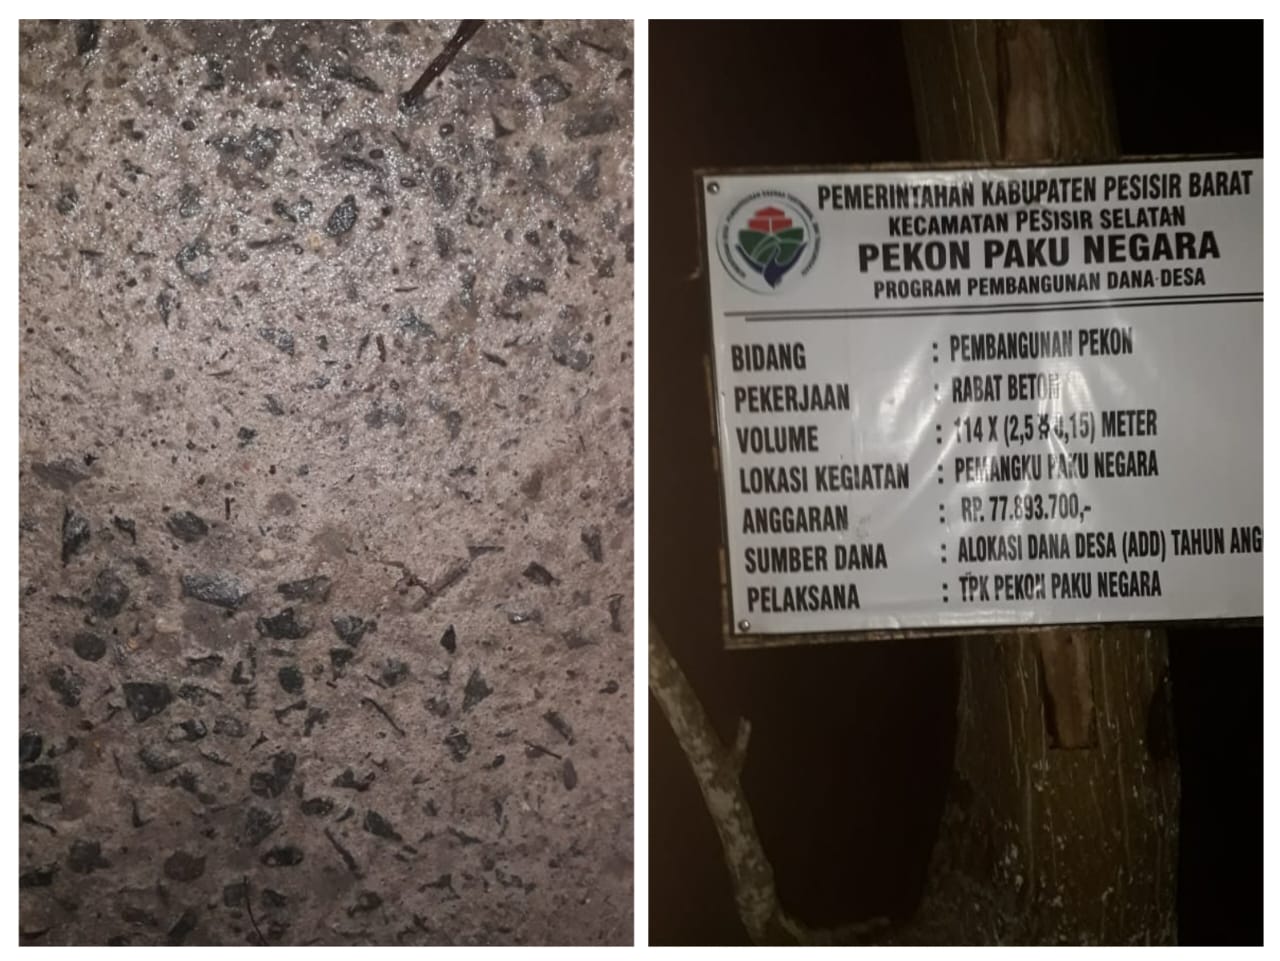 PEMERINTAHAN KABUPATEN PESISIR BARAT
KECAMATAN PESISIR SELATAN
PEKON PAKU NEGARA
PROGRAM PEMBANGUNAN DANA-DESA
BIDANG : PEMBANGUNAN PEKON
PEKERJAAN : RABAT BETON
VOLUME : 114 X (2,5 X 0,15) METER
LOKASI KEGIATAN : PEMANGKU PAKU NEGARA
ANGGARAN : RP. 77.893.700,-
SUMBER DANA : ALOKASI DANA DESA (ADD) TAHUN ANG
PELAKSANA : TPK PEKON PAKU NEGARA